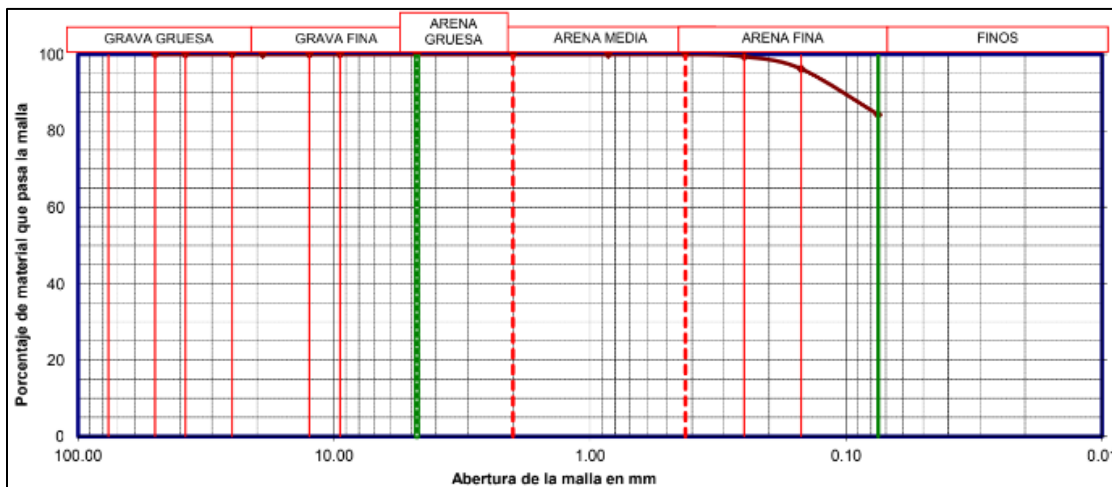 GRAVA GRUESA
GRAVA FINA
ARENA
GRUESA
ARENA MEDIA
ARENA FINA
FINOS
Porcentaje de material que pasa la malla
100
80
60
40
20
0
100.00
10.00
1.00
0.10
0.01
Abertura de la malla en mm